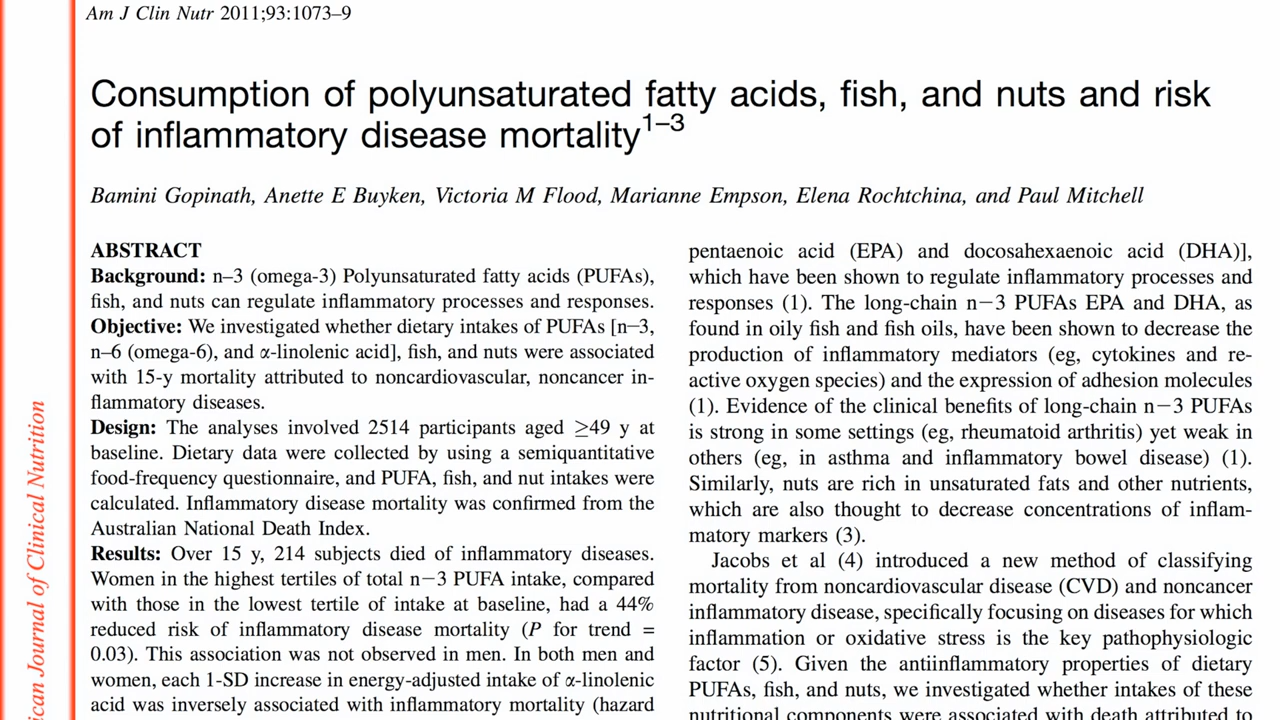 Am J Clin Nutr 2011;93:1073–9
Consumption of polyunsaturated fatty acids, fish, and nuts and risk
of inflammatory disease mortality1–3
Bamini Gopinath, Anette E Buyken, Victoria M Flood, Marianne Empson, Elena Rochtchina, and Paul Mitchell
ABSTRACT
Background: n–3 (omega-3) Polyunsaturated fatty acids (PUFAs),
fish, and nuts can regulate inflammatory processes and responses.
Objective: We investigated whether dietary intakes of PUFAs [n–3,
n–6 (omega-6), and α-linolenic acid], fish, and nuts were associated
with 15-y mortality attributed to noncardiovascular, noncancer in-
flammatory diseases.
Design: The analyses involved 2514 participants aged ≥49 y at
baseline. Dietary data were collected by using a semiquantitative
food-frequency questionnaire, and PUFA, fish, and nut intakes were
calculated. Inflammatory disease mortality was confirmed from the
Australian National Death Index.
Results: Over 15 y, 214 subjects died of inflammatory diseases.
Women in the highest tertiles of total n−3 PUFA intake, compared
with those in the lowest tertile of intake at baseline, had a 44%
reduced risk of inflammatory disease mortality (P for trend =
0.03). This association was not observed in men. In both men and
women, each 1-SD increase in energy-adjusted intake of α-linolenic
acid was inversely associated with inflammatory mortality (hazard
pentaenoic acid (EPA) and docosahexaenoic acid (DHA)],
which have been shown to regulate inflammatory processes and
responses (1). The long-chain n−3 PUFAs EPA and DHA, as
found in oily fish and fish oils, have been shown to decrease the
production of inflammatory mediators (eg, cytokines and re-
active oxygen species) and the expression of adhesion molecules
(1). Evidence of the clinical benefits of long-chain n−3 PUFAs
is strong in some settings (eg, rheumatoid arthritis) yet weak in
others (eg, in asthma and inflammatory bowel disease) (1).
Similarly, nuts are rich in unsaturated fats and other nutrients,
which are also thought to decrease concentrations of inflam-
matory markers (3).
Jacobs et al (4) introduced a new method of classifying
mortality from noncardiovascular disease (CVD) and noncancer
inflammatory disease, specifically focusing on diseases for which
inflammation or oxidative stress is the key pathophysiologic
factor (5). Given the antiinflammatory properties of dietary
PUFAs, fish, and nuts, we investigated whether intakes of these
nutritional components were associated with death attributed to
ican Journal of Clinical Nutrition